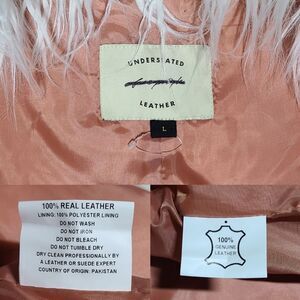 UNDERSTATED
LEATHER
L
100% REAL LEATHER
LINING: 100% POLYESTER LINING
DO NOT WASH
DO NOT IRON
DO NOT BLEACH
DO NOT TUMBLE DRY
DRY CLEAN PROFESSIONALLY BY
A LEATHER OR SUEDE EXPERT
COUNTRY OF ORIGIN: PAKISTAN
100%
GENUINE
LEATHER